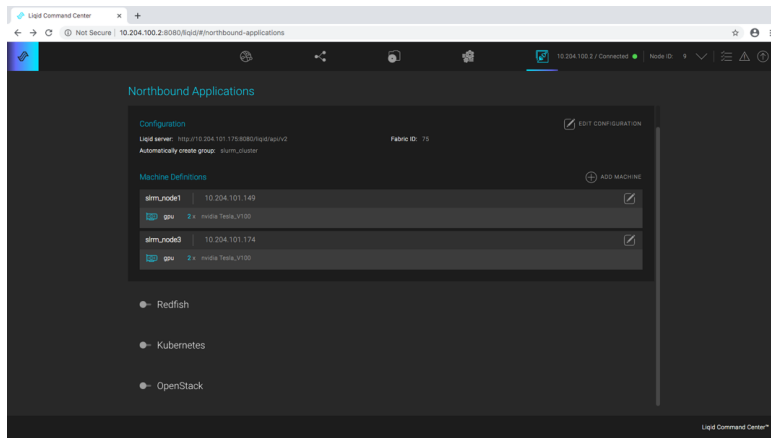 Liqid Command Center
Not Secure | 10.204.100.2:8080/liqid/#/northbound-applications
10.204.100.2 / Connected
Node ID: 9
Northbound Applications
Configuration
EDIT CONFIGURATION
Liqid server: http://10.204.101.175:8080/liqid/api/v2
Fabric ID: 75
Automatically create group: slurm_cluster
Machine Definitions
ADD MACHINE
slrm_node1 10.204.101.149
gpu 2 x nvidia Tesla_V100
slrm_node3 10.204.101.174
gpu 2 x nvidia Tesla_V100
Redfish
Kubernetes
OpenStack
Liqid Command Center™